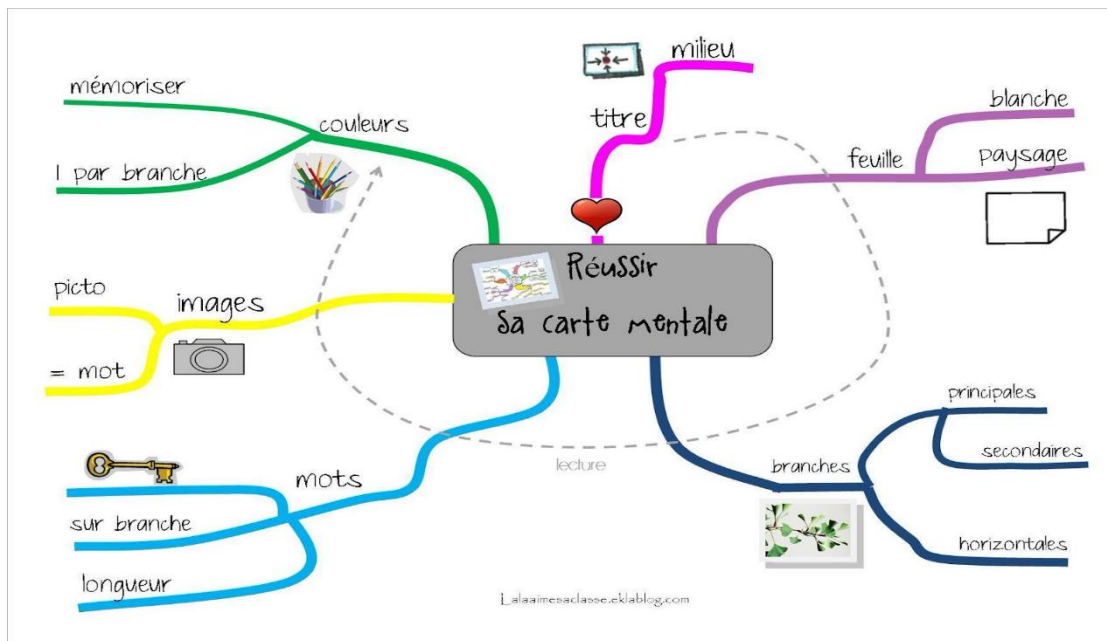 Réussir
Sa carte mentale
titre
milieu
feuille
blanche
paysage
branches
principales
secondaires
horizontales
mots
sur branche
longueur
images
picto
= mot
couleurs
mémoriser
1 par branche
lecture
Lalaaimesaclasse.eklablog.com